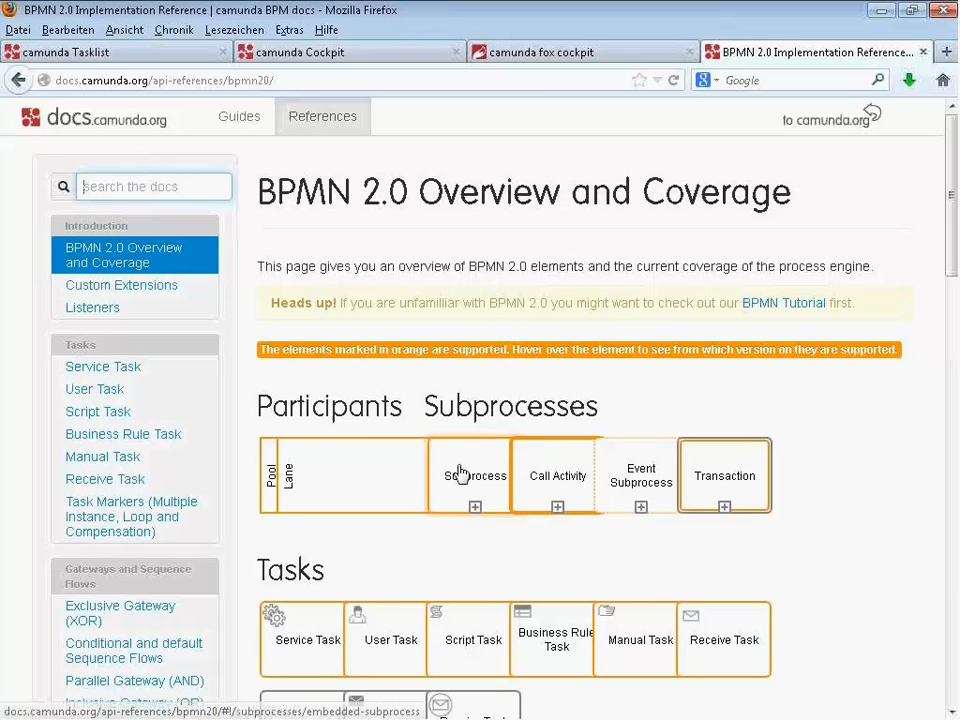 BPMN 2.0 Implementation Reference | camunda BPM docs - Mozilla Firefox
Datei Bearbeiten Ansicht Chronik Lesezeichen Extras Hilfe
camunda Tasklist
camunda Cockpit
camunda fox cockpit
BPMN 2.0 Implementation Reference...
docs.camunda.org/api-references/bpmn20/
Google
docs.camunda.org
Guides
References
to camunda.org
search the docs
Introduction
BPMN 2.0 Overview
and Coverage
Custom Extensions
Listeners
Tasks
Service Task
User Task
Script Task
Business Rule Task
Manual Task
Receive Task
Task Markers (Multiple
Instance, Loop and
Compensation)
Gateways and Sequence
Flows
Exclusive Gateway
(XOR)
Conditional and default
Sequence Flows
Parallel Gateway (AND)
Inclusive Gateway (OR)
BPMN 2.0 Overview and Coverage
This page gives you an overview of BPMN 2.0 elements and the current coverage of the process engine.
Heads up! If you are unfamilliar with BPMN 2.0 you might want to check out our BPMN Tutorial first.
The elements marked in orange are supported. Hover over the element to see from which version on they are supported.
Participants Subprocesses
Pool
Lane
Subprocess
Call Activity
Event
Subprocess
Transaction
Tasks
Service Task
User Task
Script Task
Business Rule
Task
Manual Task
Receive Task
docs.camunda.org/api-references/bpmn20/#!/subprocesses/embedded-subprocess